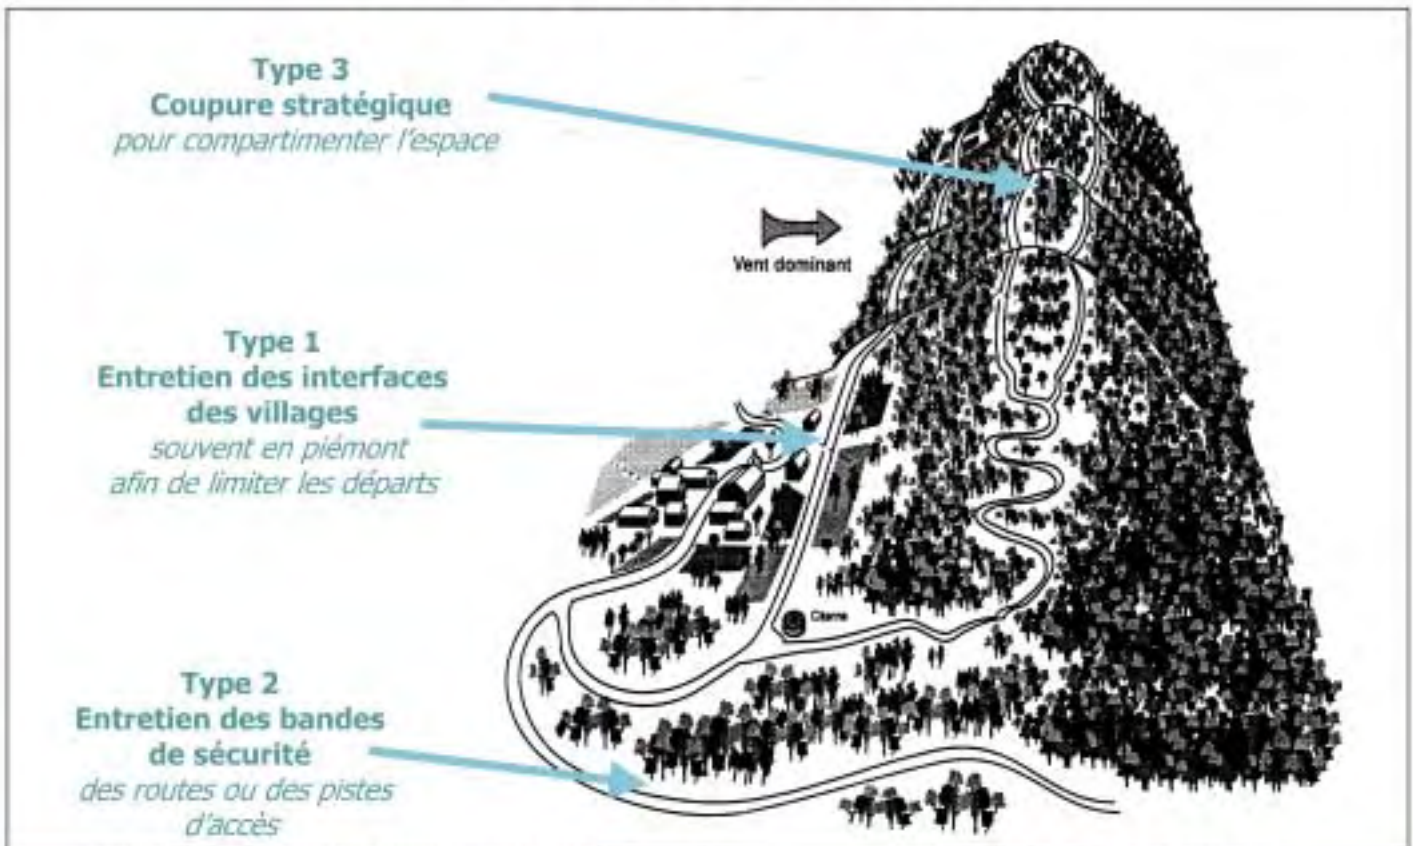 Type 3
Coupure stratégique
pour compartimenter l'espace
Vent dominant
Type 1
Entretien des interfaces
des villages
souvent en piémont
afin de limiter les départs
Citerne
Type 2
Entretien des bandes
de sécurité
des routes ou des pistes
d'accès